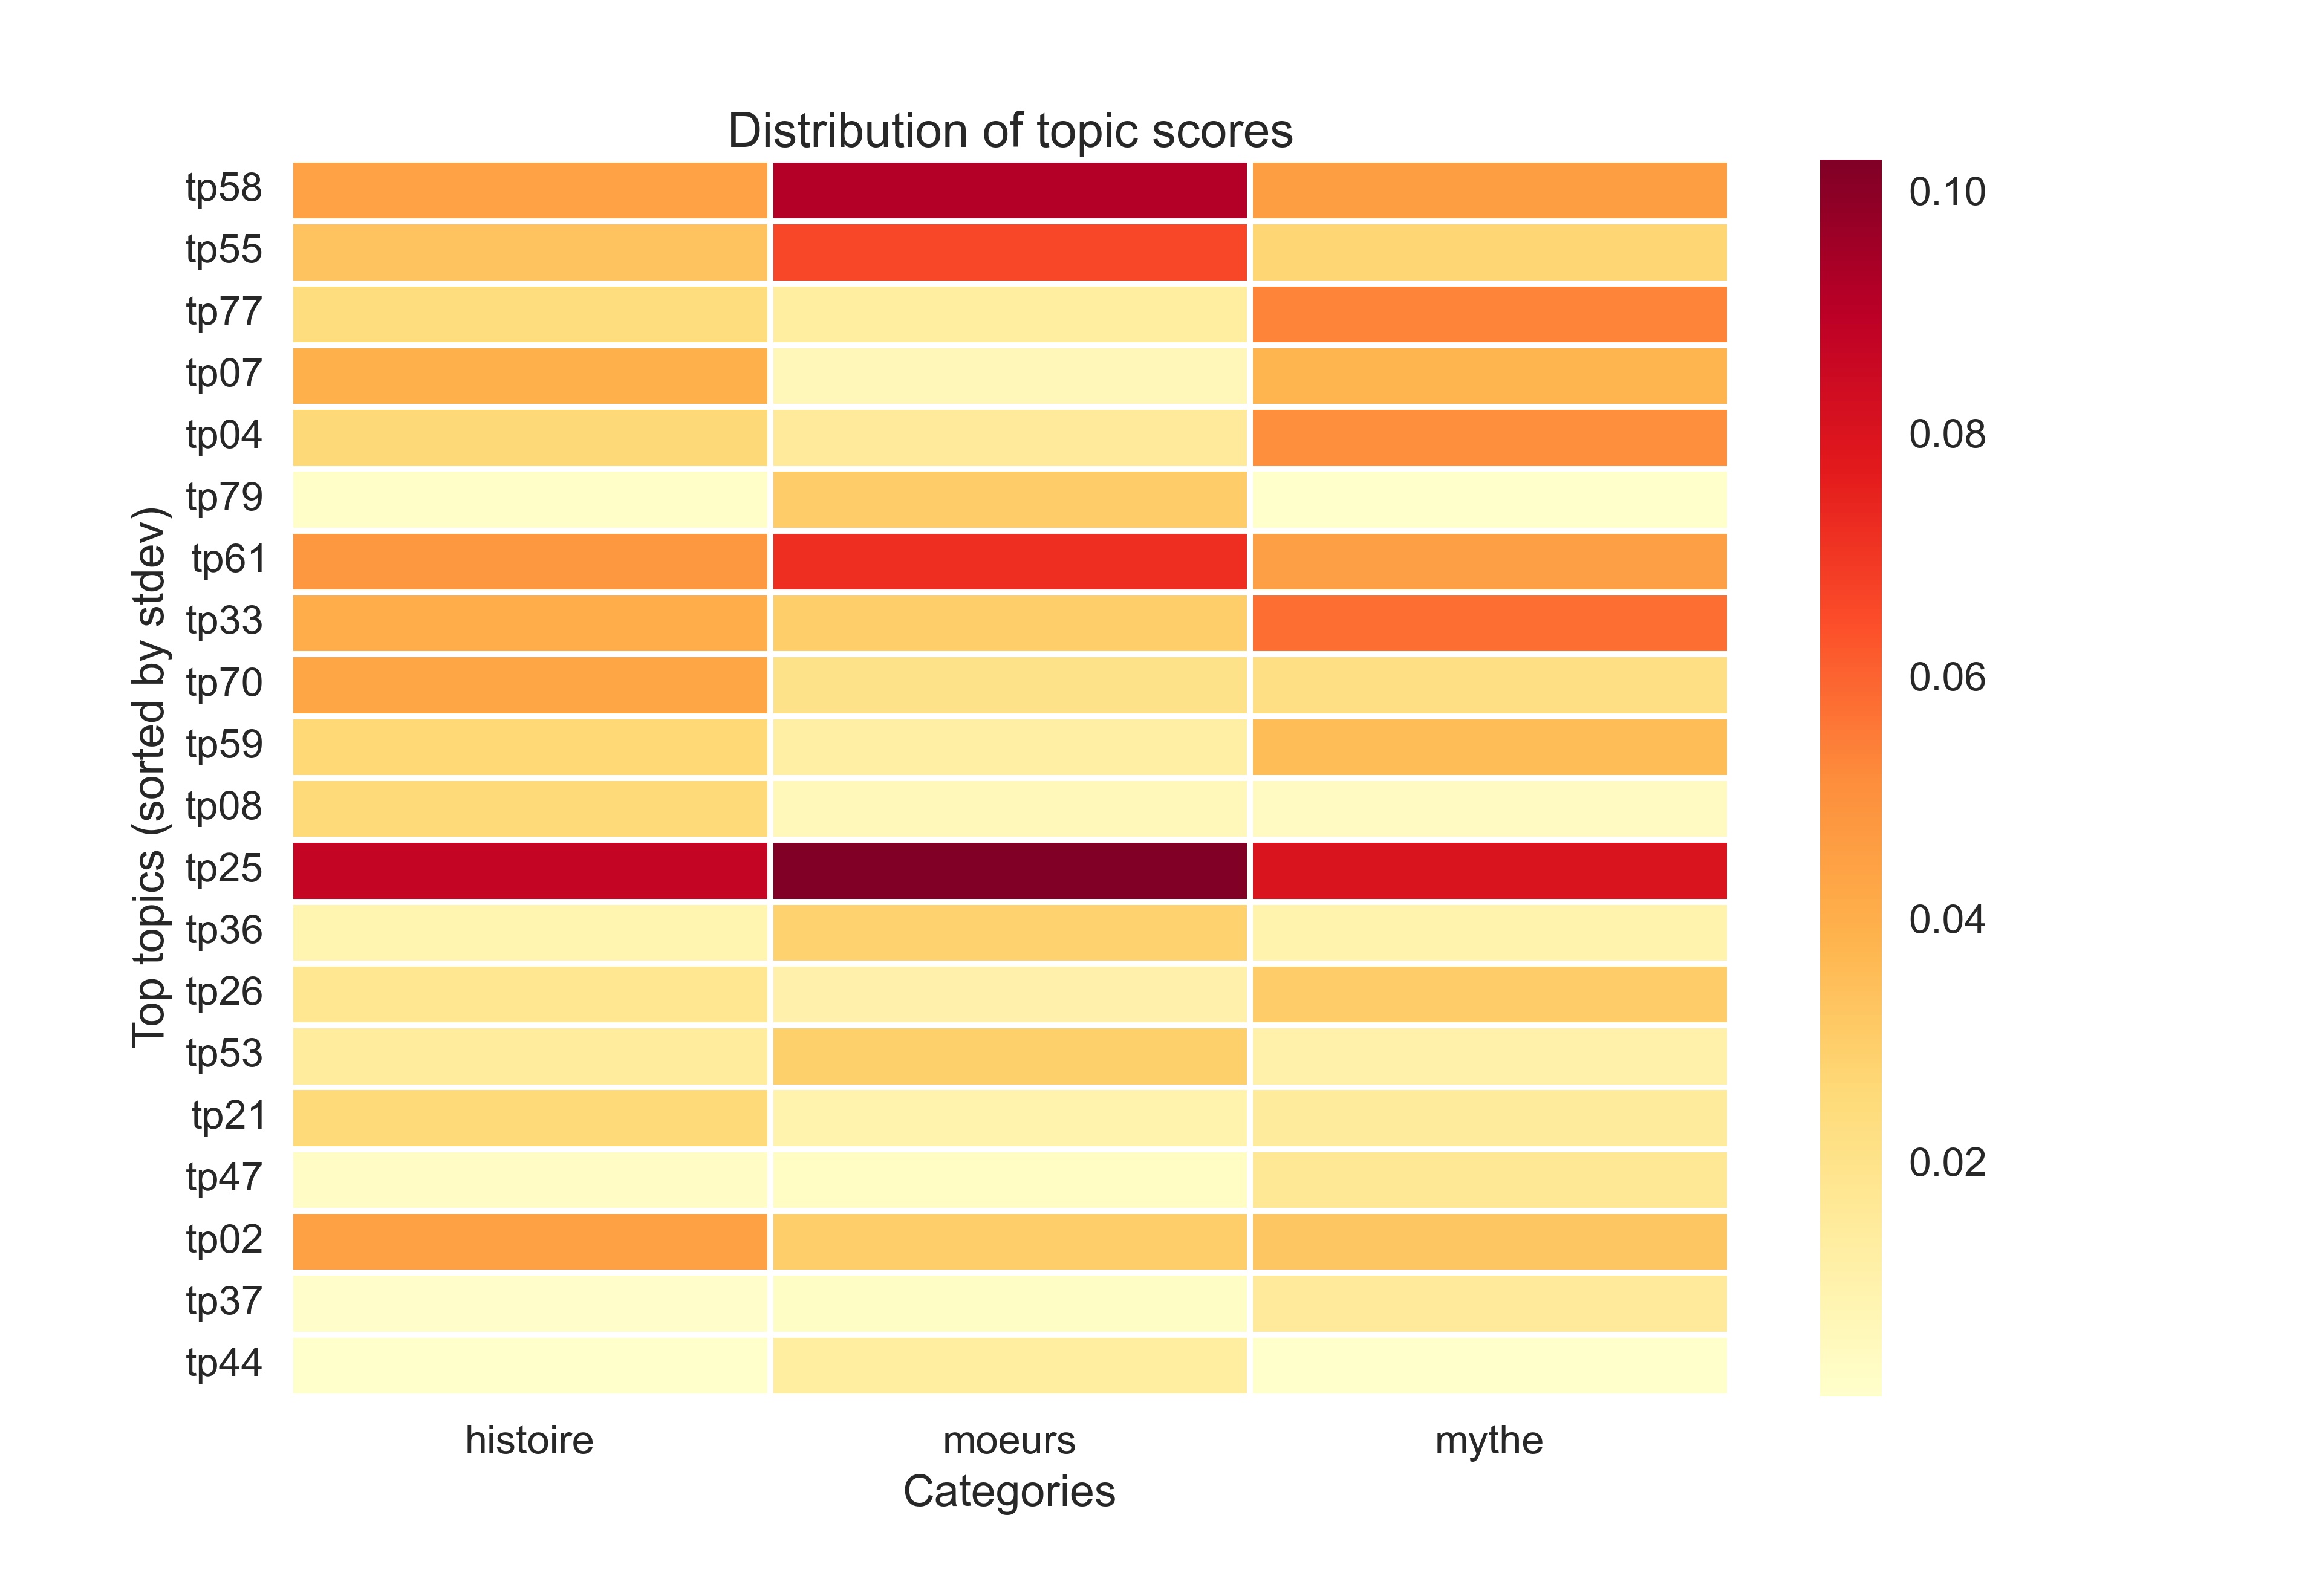 Distribution of topic scores
Top topics (sorted by stdev)
tp58
tp55
tp77
tp07
tp04
tp79
tp61
tp33
tp70
tp59
tp08
tp25
tp36
tp26
tp53
tp21
tp47
tp02
tp37
tp44
histoire
moeurs
mythe
Categories
0.10
0.08
0.06
0.04
0.02